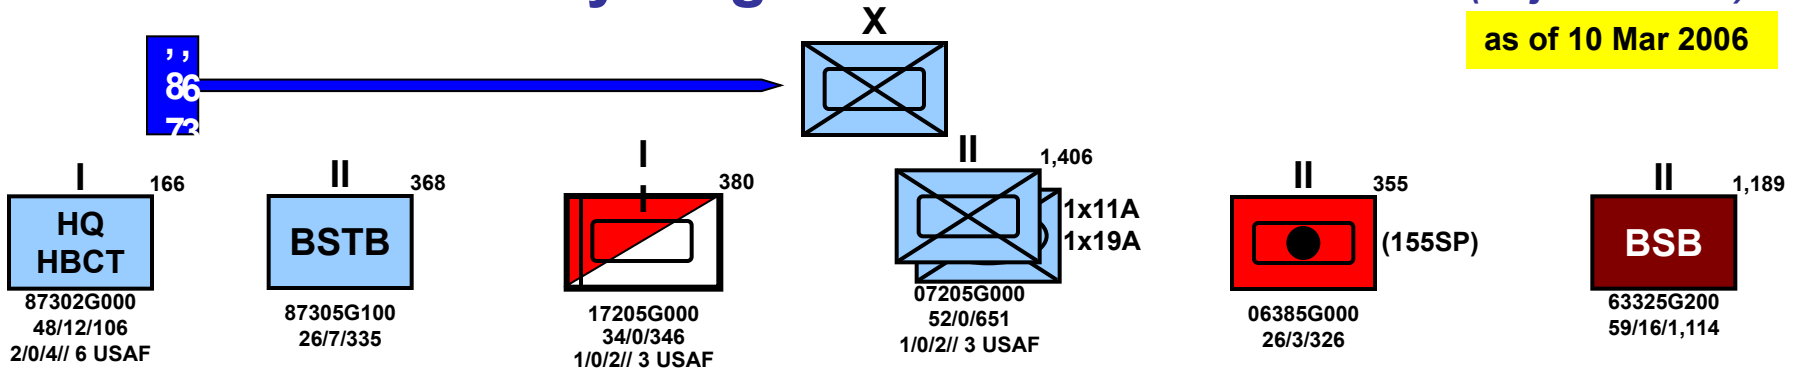 X
as of 10 Mar 2006
,,
86
73
I
166
II
368
I
I
380
II
1,406
II
355
II
1,189
HQ
HBCT
BSTB
1x11A
1x19A
(155SP)
BSB
87302G000
48/12/106
2/0/4// 6 USAF
87305G100
26/7/335
17205G000
34/0/346
1/0/2// 3 USAF
07205G000
52/0/651
1/0/2// 3 USAF
06385G000
26/3/326
63325G200
59/16/1,114